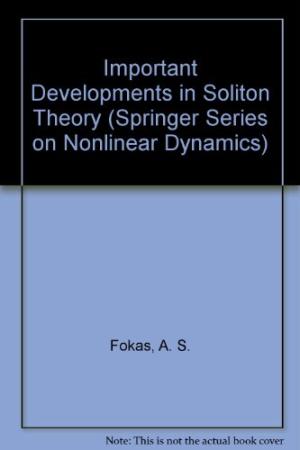 Important
Developments in Soliton
Theory (Springer Series
on Nonlinear Dynamics)
Fokas, A. S.
Note: This is not the actual book cover